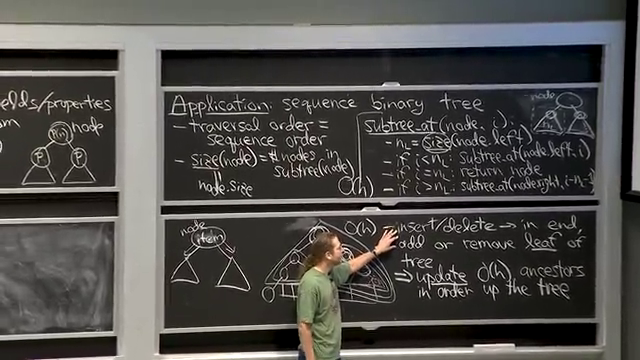 fields/properties
node
P(n)
P
P
Application: sequence binary tree
- traversal order =
sequence order
- size(node) = # nodes in
subtree(node)
node.size
subtree_at(node, i):
- nL = size(node.left)
- if i < nL: subtree_at(node.left, i)
- if i = nL: return node
- if i > nL: subtree_at(node.right, i-nL-1)
O(h)
node
nL
node
item
O(h)
- insert/delete → in end,
add or remove leaf of
tree
⇒ update O(h) ancestors
in order up the tree